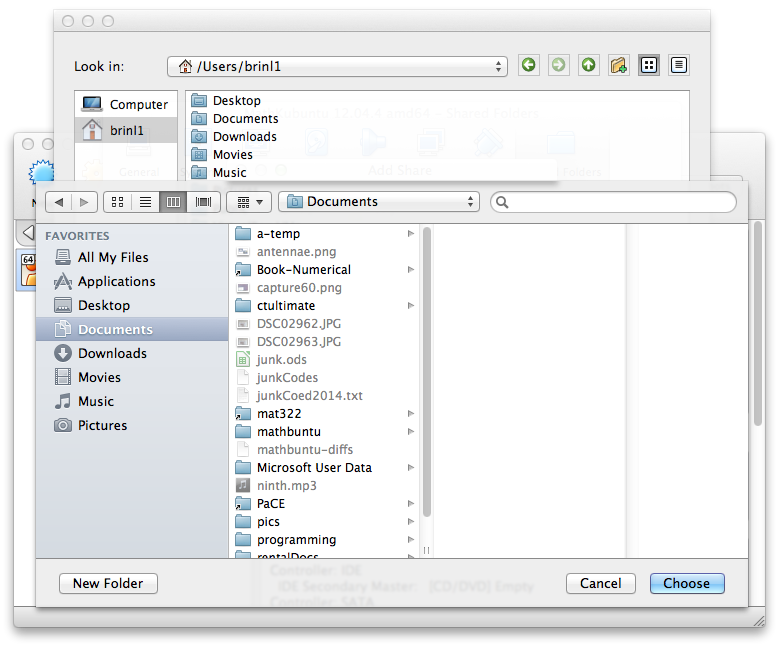 Look in:
/Users/brinl1
Computer
brinl1
Desktop
Documents
Downloads
Movies
Music
ubuntu 12.04.4 amd64 – Shared Folders
General
Add Share
Folders
Documents
FAVORITES
All My Files
Applications
Desktop
Documents
Downloads
Movies
Music
Pictures
64
a-temp
antennae.png
Book-Numerical
capture60.png
ctultimate
DSC02962.JPG
DSC02963.JPG
junk.ods
junkCodes
junkCoed2014.txt
mat322
mathbuntu
mathbuntu-diffs
Microsoft User Data
ninth.mp3
PaCE
pics
programming
rentalDocs
Controller: IDE
IDE Secondary Master: [CD/DVD] Empty
Controller: SATA
New Folder
Cancel
Choose